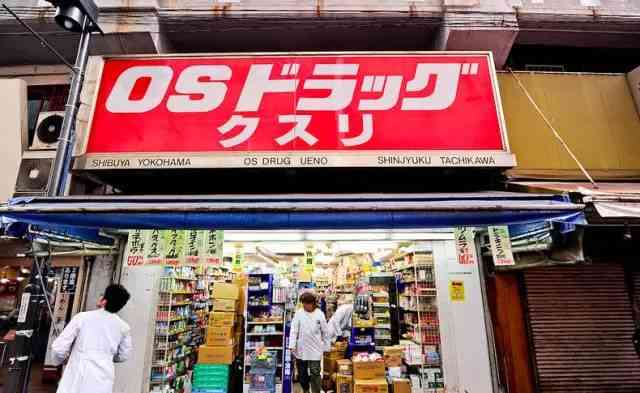 OSドラッグ
クスリ
SHIBUYA YOKOHAMA OS DRUG UENO SHINJYUKU TACHIKAWA